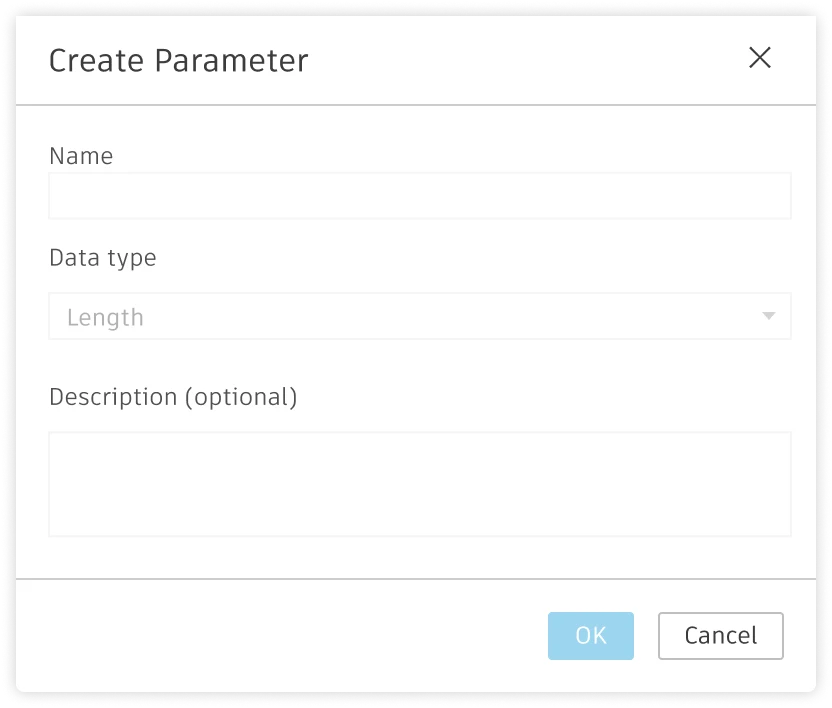 Create Parameter
Name
Data type
Length
Description (optional)
OK
Cancel